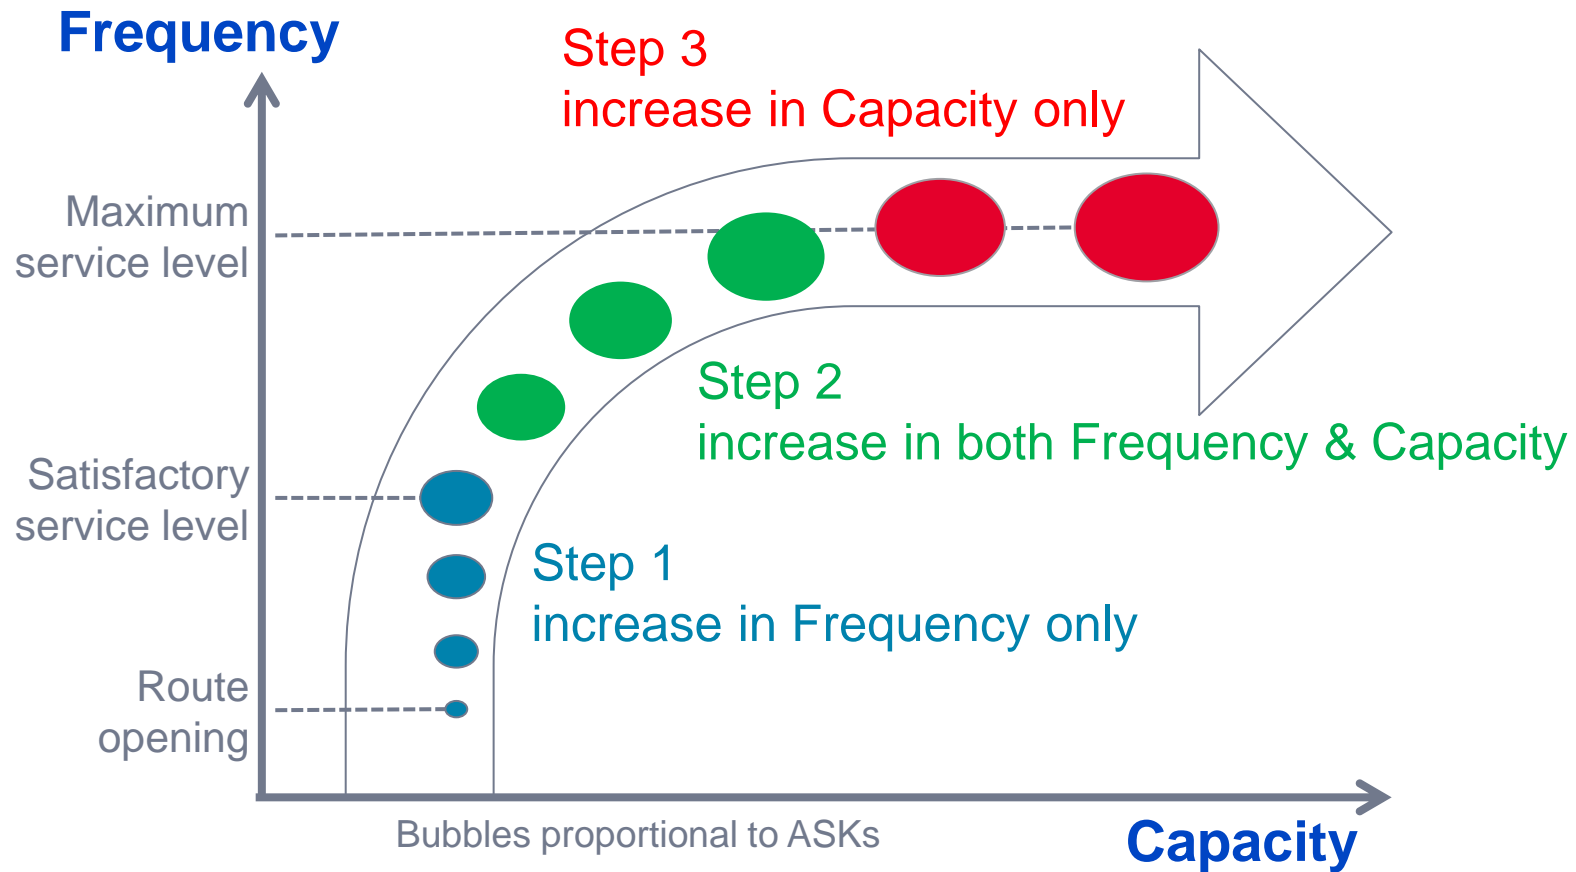 Frequency
Step 3
increase in Capacity only
Maximum
service level
Step 2
increase in both Frequency & Capacity
Satisfactory
service level
Step 1
increase in Frequency only
Route
opening
Bubbles proportional to ASKs
Capacity